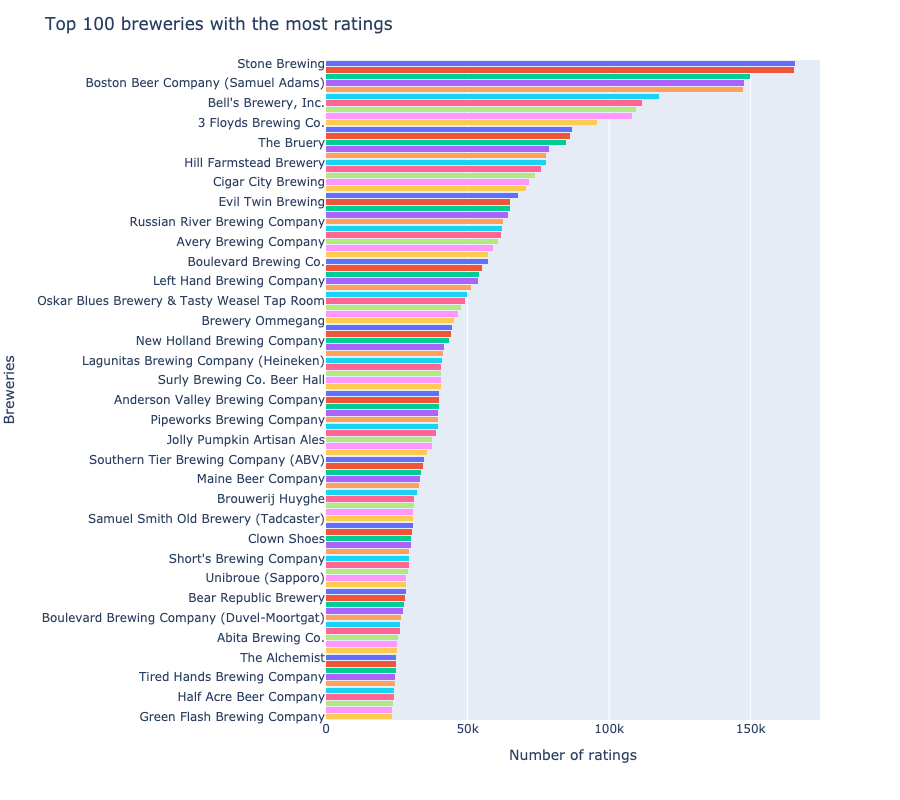 Top 100 breweries with the most ratings
Stone Brewing
Boston Beer Company (Samuel Adams)
Bell's Brewery, Inc.
3 Floyds Brewing Co.
The Bruery
Hill Farmstead Brewery
Cigar City Brewing
Evil Twin Brewing
Russian River Brewing Company
Avery Brewing Company
Boulevard Brewing Co.
Left Hand Brewing Company
Oskar Blues Brewery & Tasty Weasel Tap Room
Brewery Ommegang
New Holland Brewing Company
Lagunitas Brewing Company (Heineken)
Surly Brewing Co. Beer Hall
Anderson Valley Brewing Company
Pipeworks Brewing Company
Jolly Pumpkin Artisan Ales
Southern Tier Brewing Company (ABV)
Maine Beer Company
Brouwerij Huyghe
Samuel Smith Old Brewery (Tadcaster)
Clown Shoes
Short's Brewing Company
Unibroue (Sapporo)
Bear Republic Brewery
Boulevard Brewing Company (Duvel-Moortgat)
Abita Brewing Co.
The Alchemist
Tired Hands Brewing Company
Half Acre Beer Company
Green Flash Brewing Company
Breweries
0 50k 100k 150k
Number of ratings